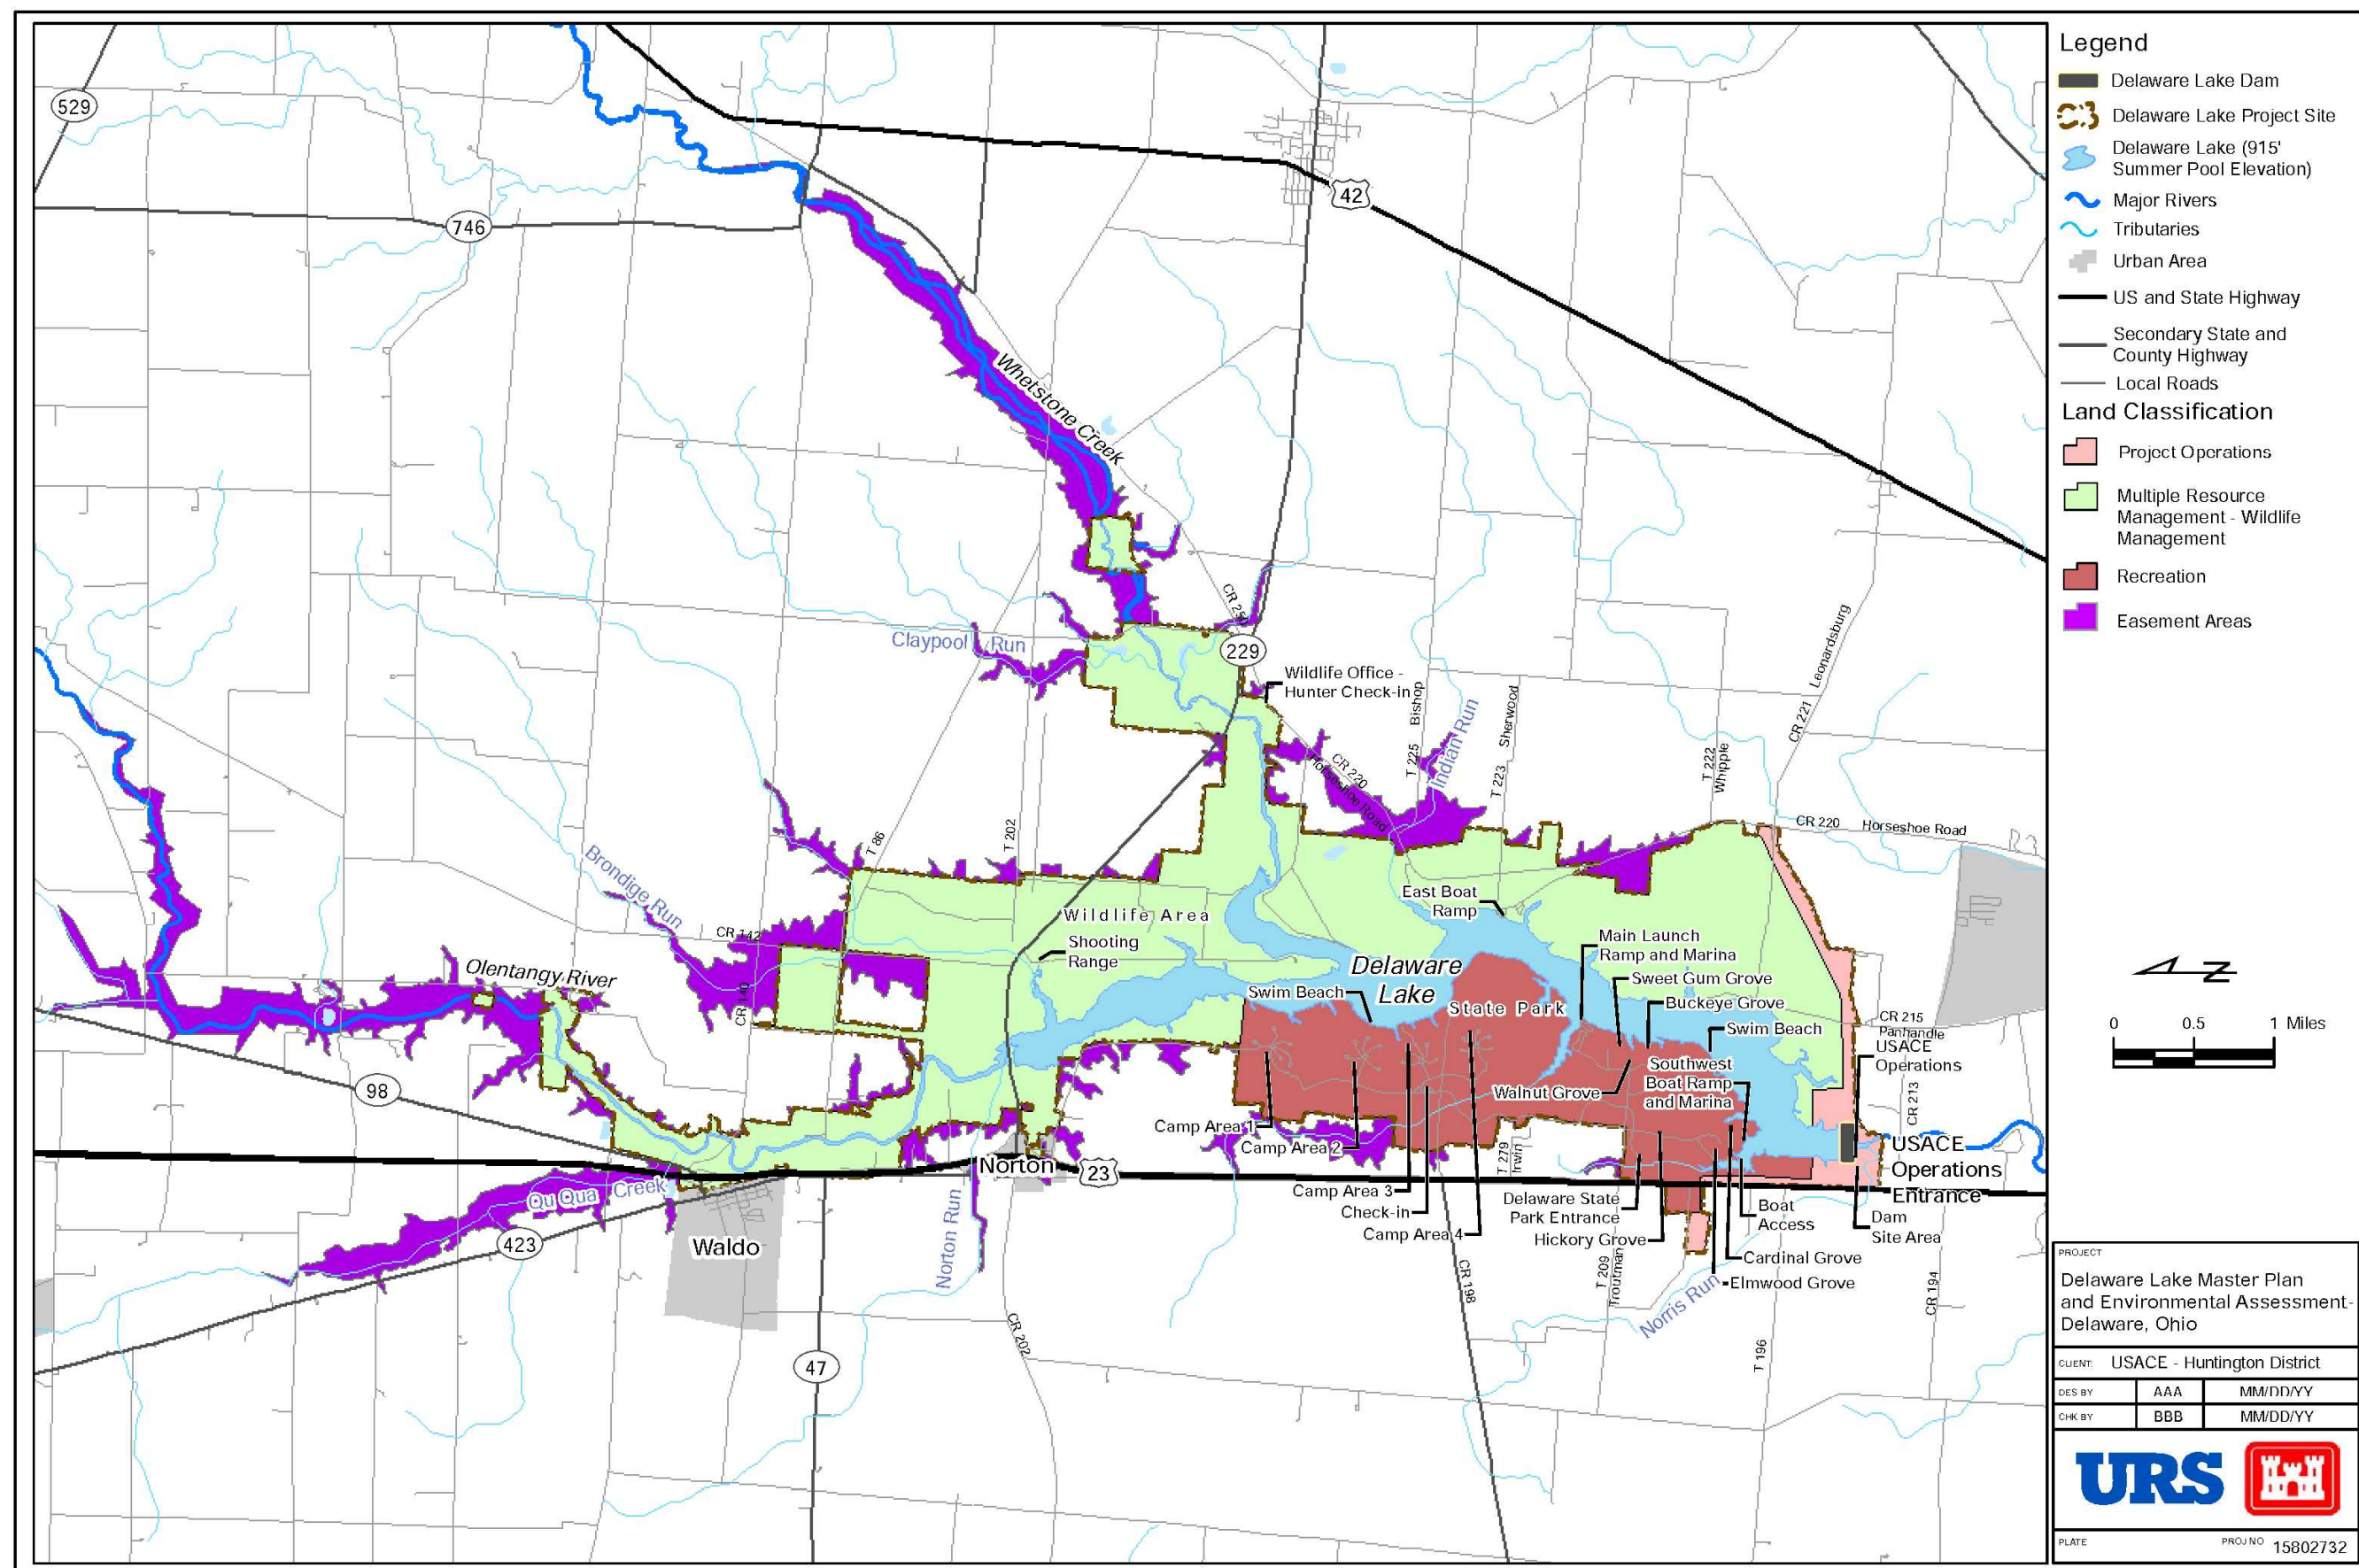 529
746
42
Whetstone Creek
Claypool Run
229
Wildlife Office -
Hunter Check-in
T 225 Bishop
Indian Run
T 223 Sherwood
T 222
Whipple
CR 221 Leonardsburg
CR 220
Horseshoe Road
CR 220 Horseshoe Road
T 86
T 202
Brondige Run
CR 142
CR 140
Wildlife Area
Shooting
Range
East Boat
Ramp
Main Launch
Ramp and Marina
Sweet Gum Grove
Buckeye Grove
Swim Beach
Delaware
Lake
State Park
Swim Beach
Olentangy River
Walnut Grove
Southwest
Boat Ramp
and Marina
CR 215
Panhandle
USACE
Operations
CR 213
98
Camp Area 1
Camp Area 2
Camp Area 3
Check-in
Camp Area 4
T 279
Irwin
Norton
23
USACE
Operations
Entrance
Qu Qua Creek
423
Waldo
Norton Run
Delaware State
Park Entrance
Hickory Grove
Boat
Access
Dam
Site Area
Cardinal Grove
Elmwood Grove
T 209
Troutman
Norris Run
CR 198
CR 202
47
T 196
CR 194
Legend
Delaware Lake Dam
Delaware Lake Project Site
Delaware Lake (915'
Summer Pool Elevation)
Major Rivers
Tributaries
Urban Area
US and State Highway
Secondary State and
County Highway
Local Roads
Land Classification
Project Operations
Multiple Resource
Management - Wildlife
Management
Recreation
Easement Areas
N
0 0.5 1 Miles
PROJECT
Delaware Lake Master Plan
and Environmental Assessment-
Delaware, Ohio
CLIENT: USACE - Huntington District
DES BY AAA MM/DD/YY
CHK BY BBB MM/DD/YY
URS
PLATE PROJ NO 15802732